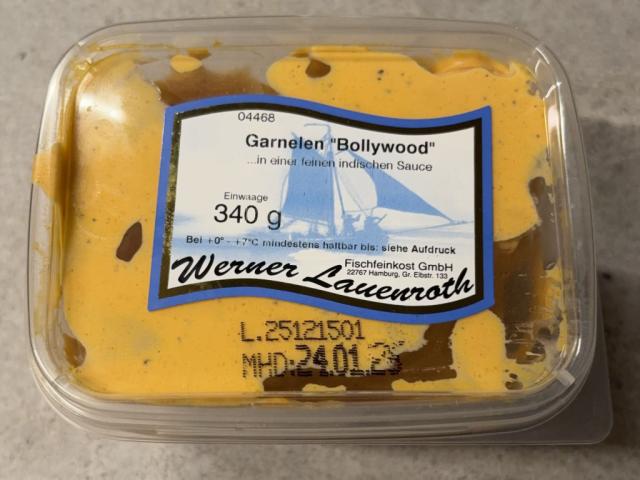 04468
Garnelen "Bollywood"
...in einer feinen indischen Sauce
Einwaage
340 g
Bei +0° - +7°C mindestens haltbar bis: siehe Aufdruck
Werner Lauenroth
Fischfeinkost GmbH
22767 Hamburg, Gr. Elbstr. 133
L.25121501
MHD:24.01.26